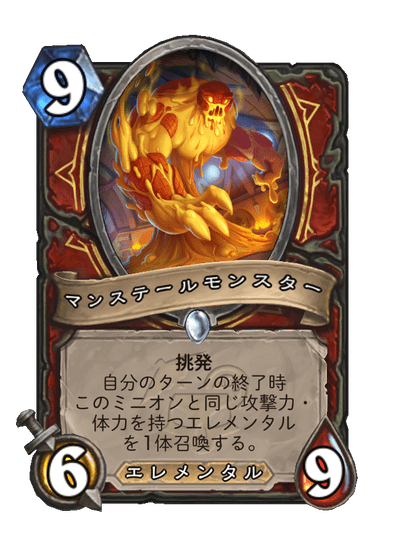 9
マンステールモンスター
挑発
自分のターンの終了時
このミニオンと同じ攻撃力・
体力を持つエレメンタル
を1体召喚する。
6
エレメンタル
9